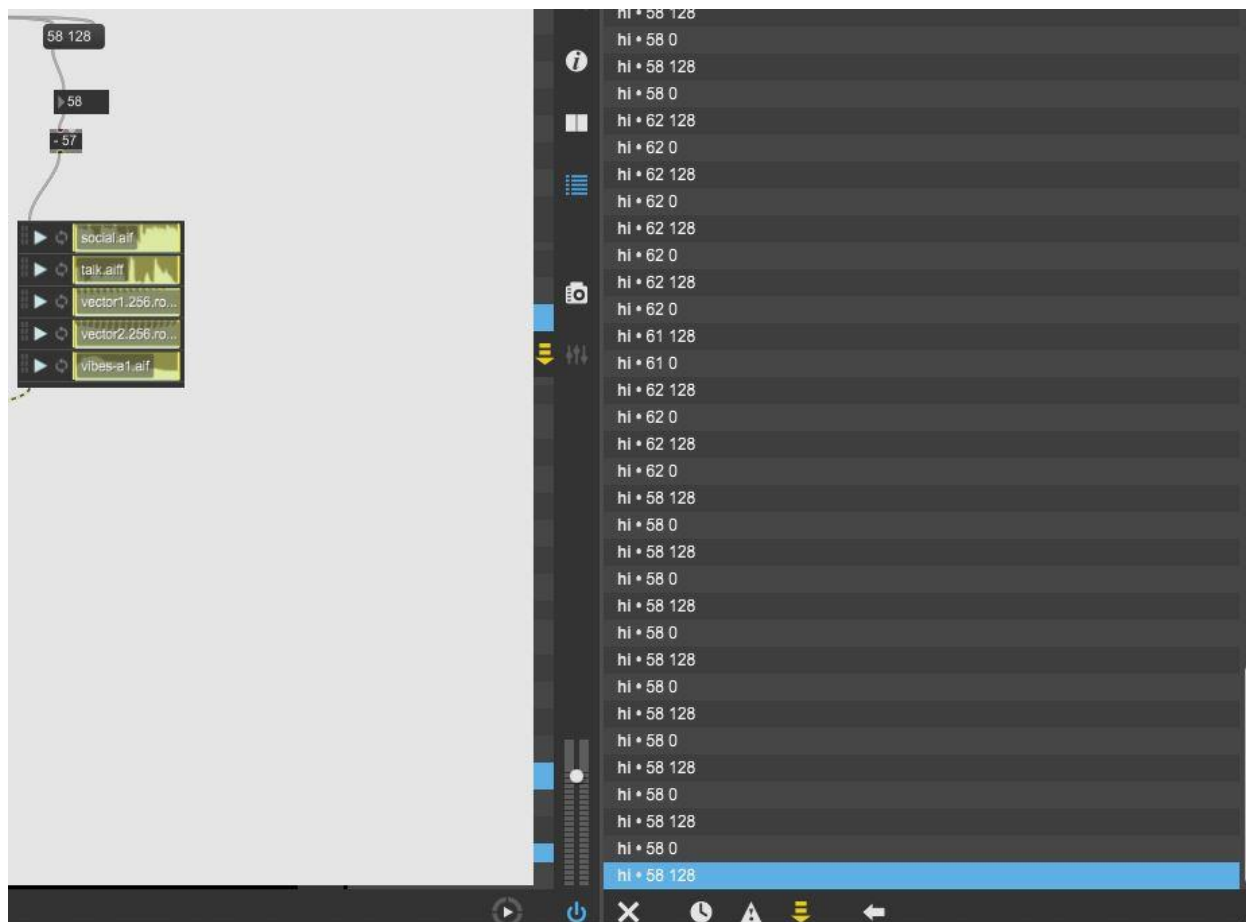 58 128
58
- 57
social.aif
talk.aiff
vector1.256.ro...
vector2.256.ro...
vibes-a1.aif
hi • 58 128
hi • 58 0
hi • 58 128
hi • 58 0
hi • 62 128
hi • 62 0
hi • 62 128
hi • 62 0
hi • 62 128
hi • 62 0
hi • 62 128
hi • 62 0
hi • 61 128
hi • 61 0
hi • 62 128
hi • 62 0
hi • 62 128
hi • 62 0
hi • 58 128
hi • 58 0
hi • 58 128
hi • 58 0
hi • 58 128
hi • 58 0
hi • 58 128
hi • 58 0
hi • 58 128
hi • 58 0
hi • 58 128
hi • 58 0
hi • 58 128
hi • 58 0
hi • 58 128